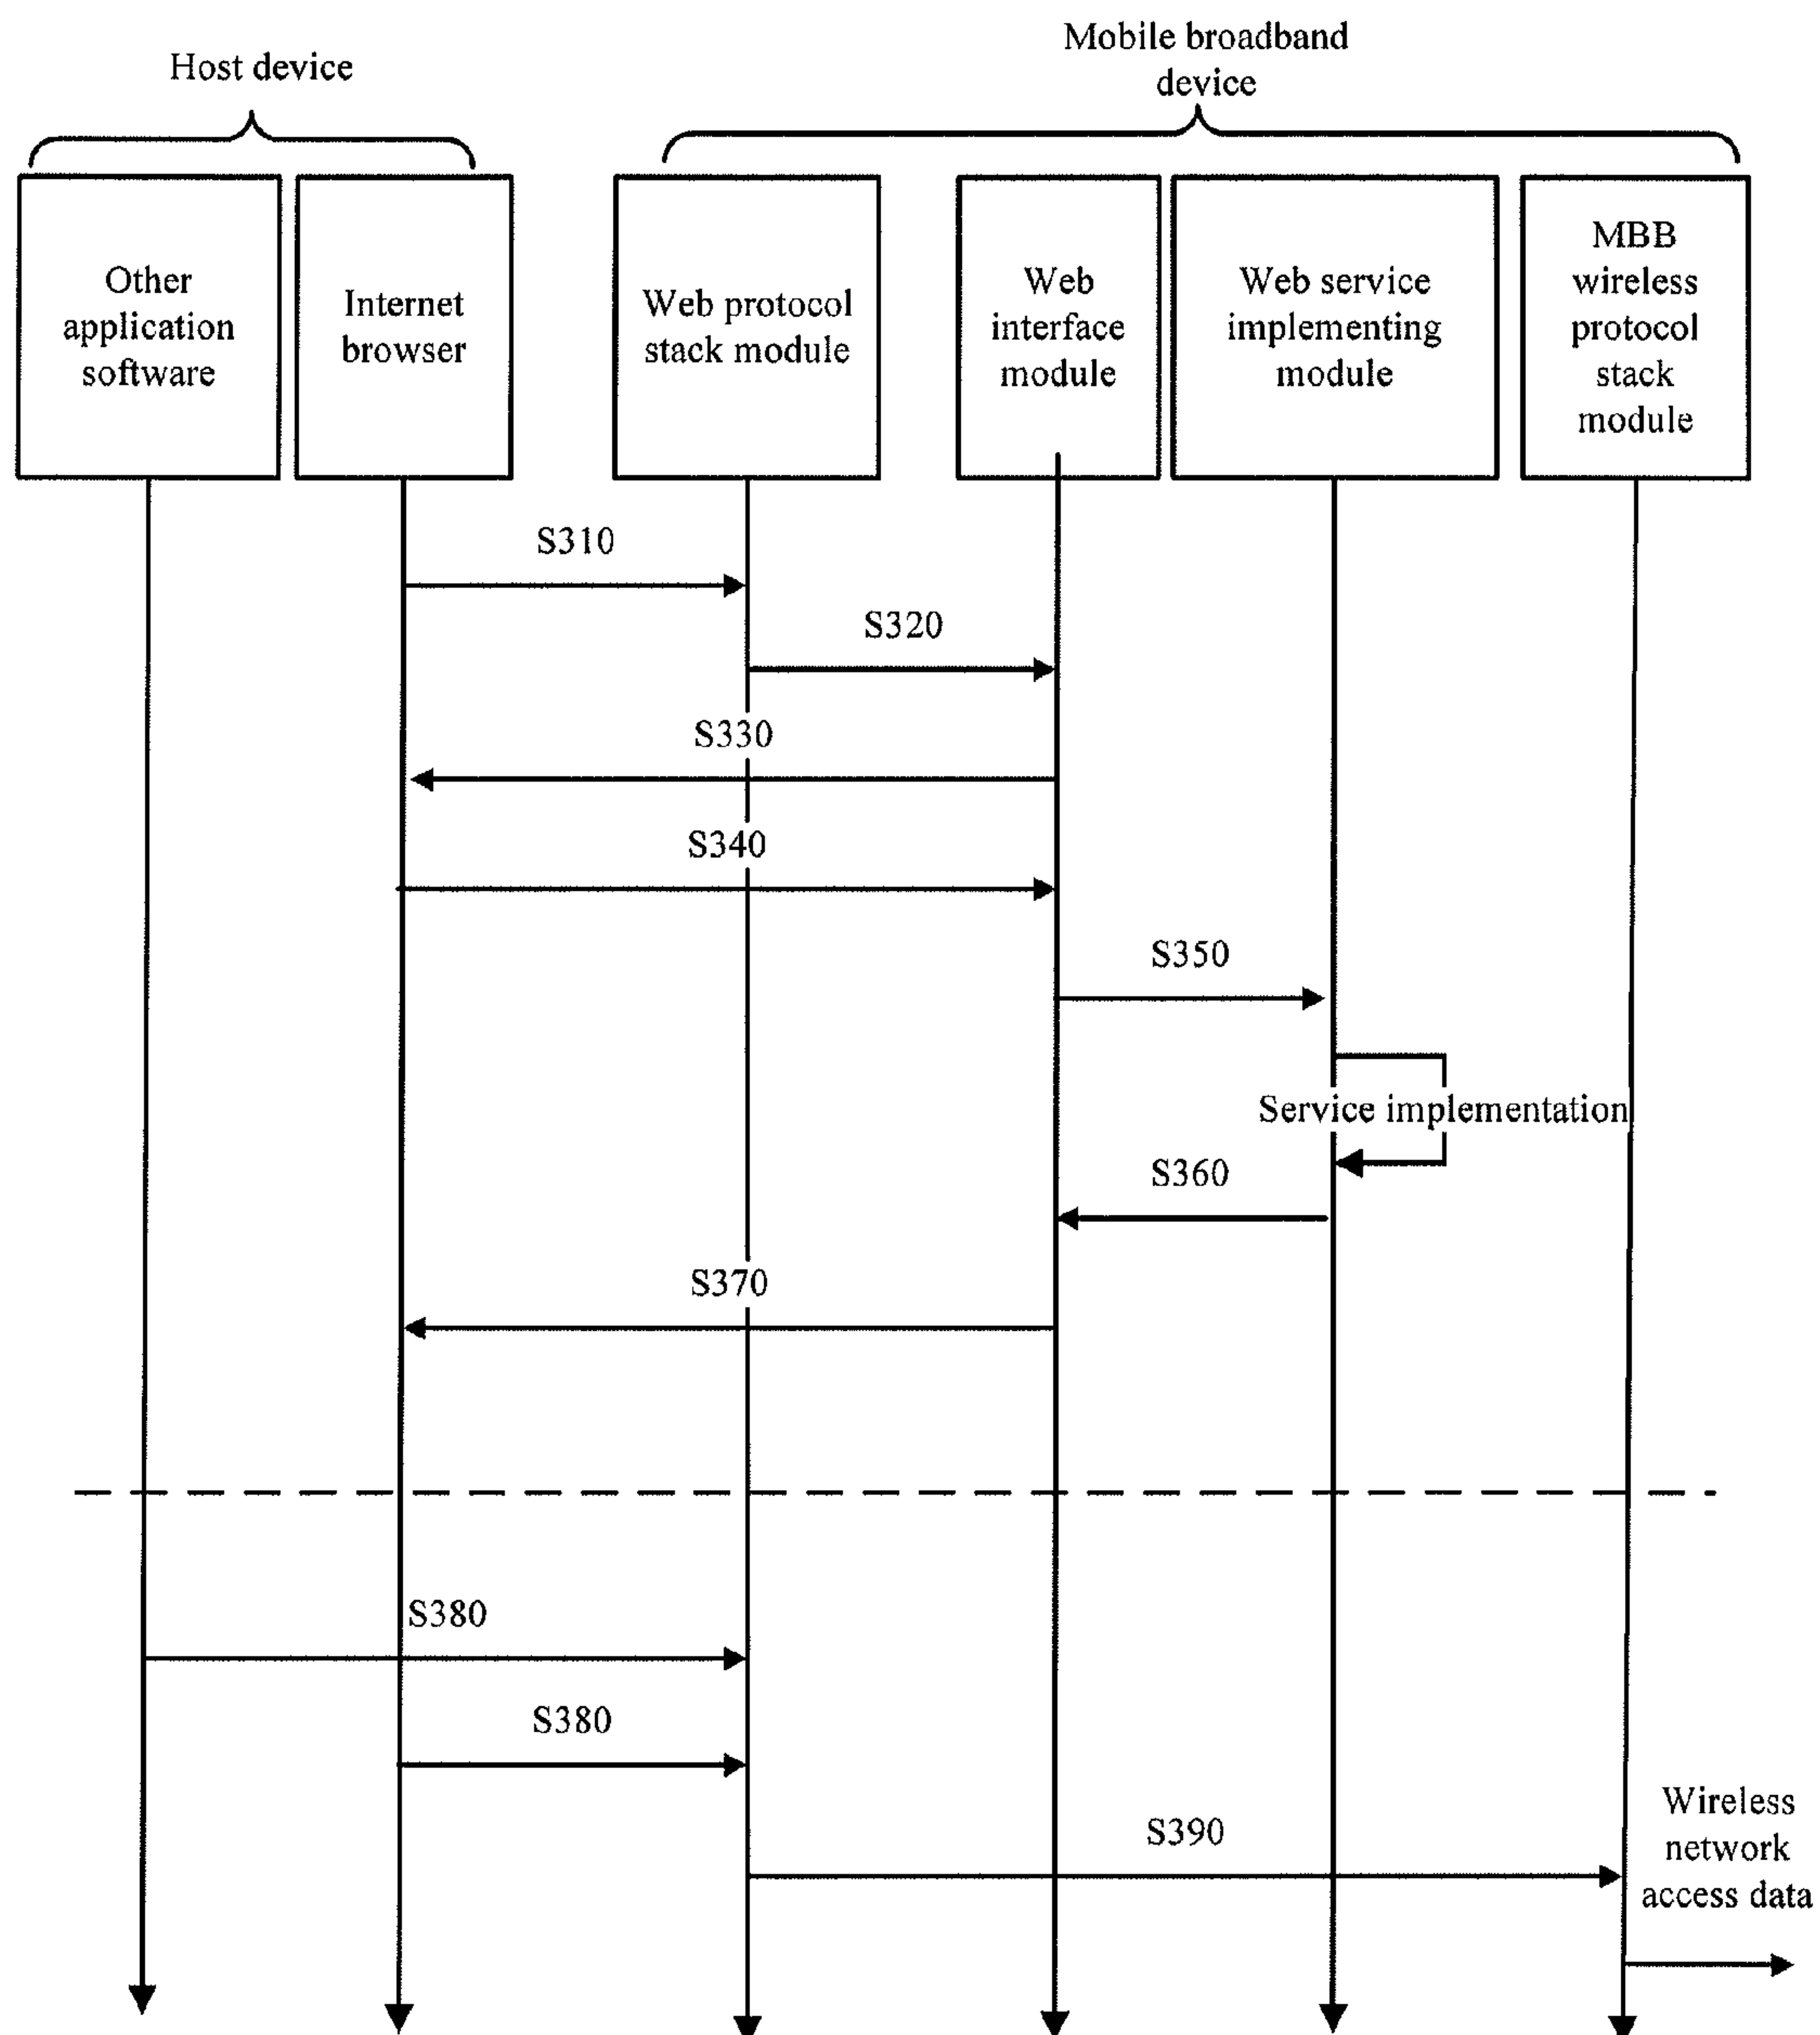 Host device
Mobile broadband
device
Other
application
software
Internet
browser
Web protocol
stack module
Web
interface
module
Web service
implementing
module
MBB
wireless
protocol
stack
module
S310
S320
S330
S340
S350
Service implementation
S360
S370
S380
S380
S390
Wireless
network
access data